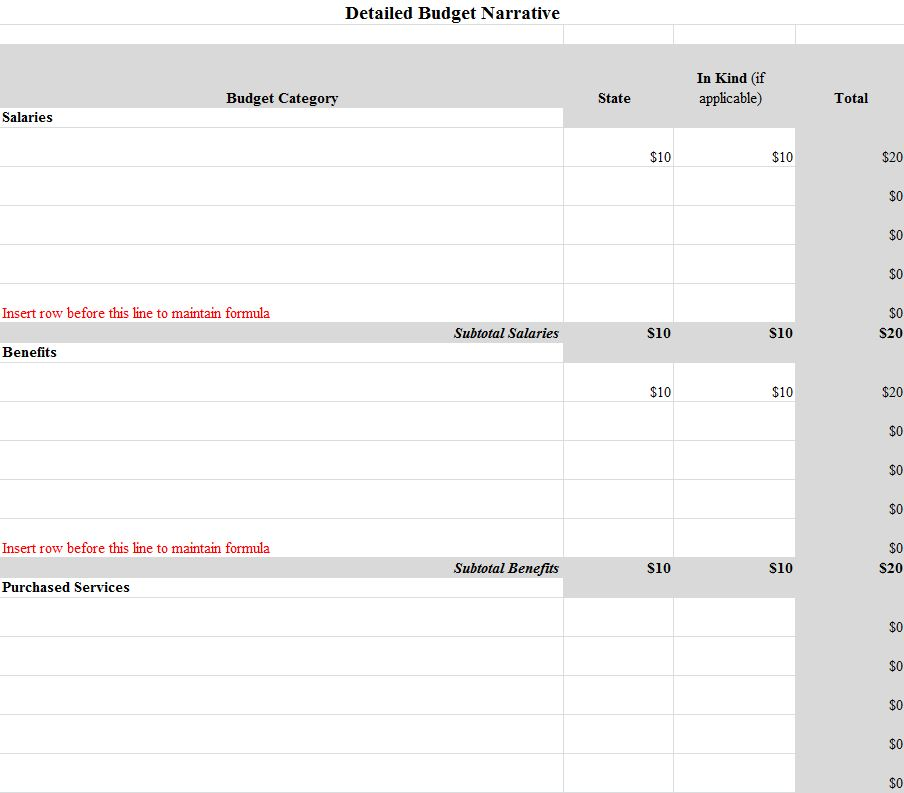 Detailed Budget Narrative
In Kind (if
Budget Category State applicable) Total
Salaries
$10 $10 $20
$0
$0
$0
Insert row before this line to maintain formula $0
Subtotal Salaries $10 $10 $20
Benefits
$10 $10 $20
$0
$0
$0
Insert row before this line to maintain formula $0
Subtotal Benefits $10 $10 $20
Purchased Services
$0
$0
$0
$0
$0